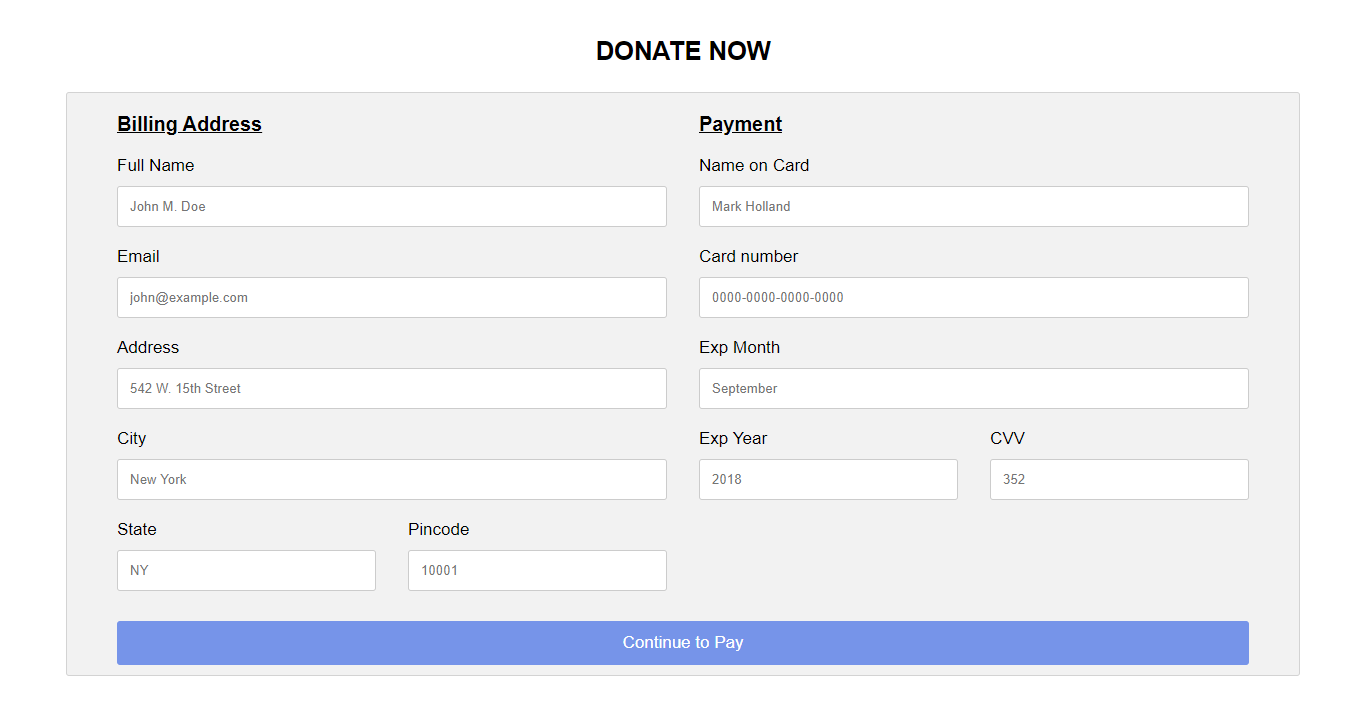 DONATE NOW
Billing Address
Full Name
John M. Doe
Email
john@example.com
Address
542 W. 15th Street
City
New York
State
Pincode
NY
10001
Payment
Name on Card
Mark Holland
Card number
0000-0000-0000-0000
Exp Month
September
Exp Year
CVV
2018
352
Continue to Pay